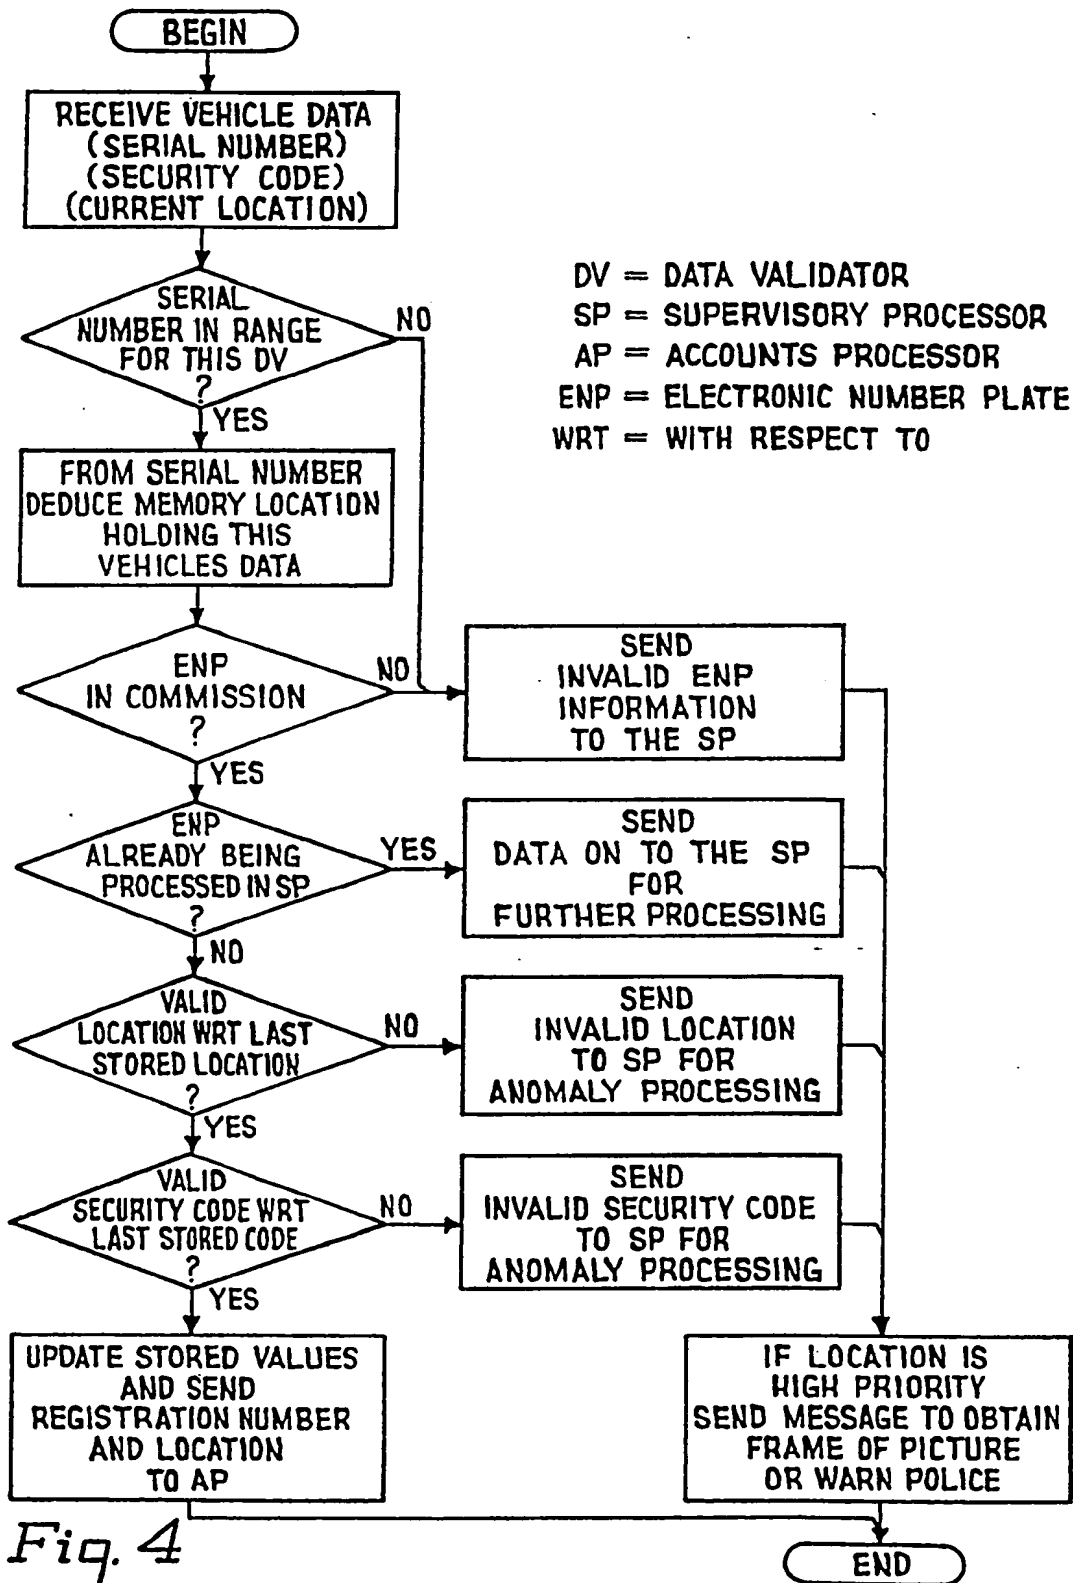 BEGIN
RECEIVE VEHICLE DATA
(SERIAL NUMBER)
(SECURITY CODE)
(CURRENT LOCATION)
SERIAL
NUMBER IN RANGE
FOR THIS DV
?
NO
YES
DV = DATA VALIDATOR
SP = SUPERVISORY PROCESSOR
AP = ACCOUNTS PROCESSOR
ENP = ELECTRONIC NUMBER PLATE
WRT = WITH RESPECT TO
FROM SERIAL NUMBER
DEDUCE MEMORY LOCATION
HOLDING THIS
VEHICLES DATA
ENP
IN COMMISSION
?
NO
YES
SEND
INVALID ENP
INFORMATION
TO THE SP
ENP
ALREADY BEING
PROCESSED IN SP
?
YES
NO
SEND
DATA ON TO THE SP
FOR
FURTHER PROCESSING
VALID
LOCATION WRT LAST
STORED LOCATION
?
NO
YES
SEND
INVALID LOCATION
TO SP FOR
ANOMALY PROCESSING
VALID
SECURITY CODE WRT
LAST STORED CODE
?
NO
YES
SEND
INVALID SECURITY CODE
TO SP FOR
ANOMALY PROCESSING
UPDATE STORED VALUES
AND SEND
REGISTRATION NUMBER
AND LOCATION
TO AP
IF LOCATION IS
HIGH PRIORITY
SEND MESSAGE TO OBTAIN
FRAME OF PICTURE
OR WARN POLICE
Fig. 4
END